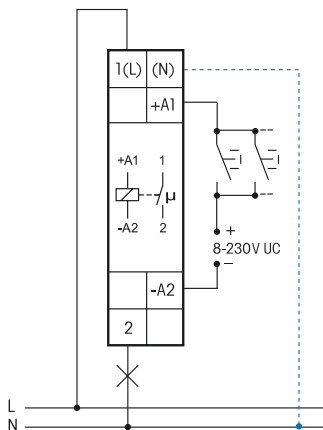 1(L) (N)
+A1
+A1 1
µ
-A2 2
+
8-230V UC
–
-A2
2
L
N